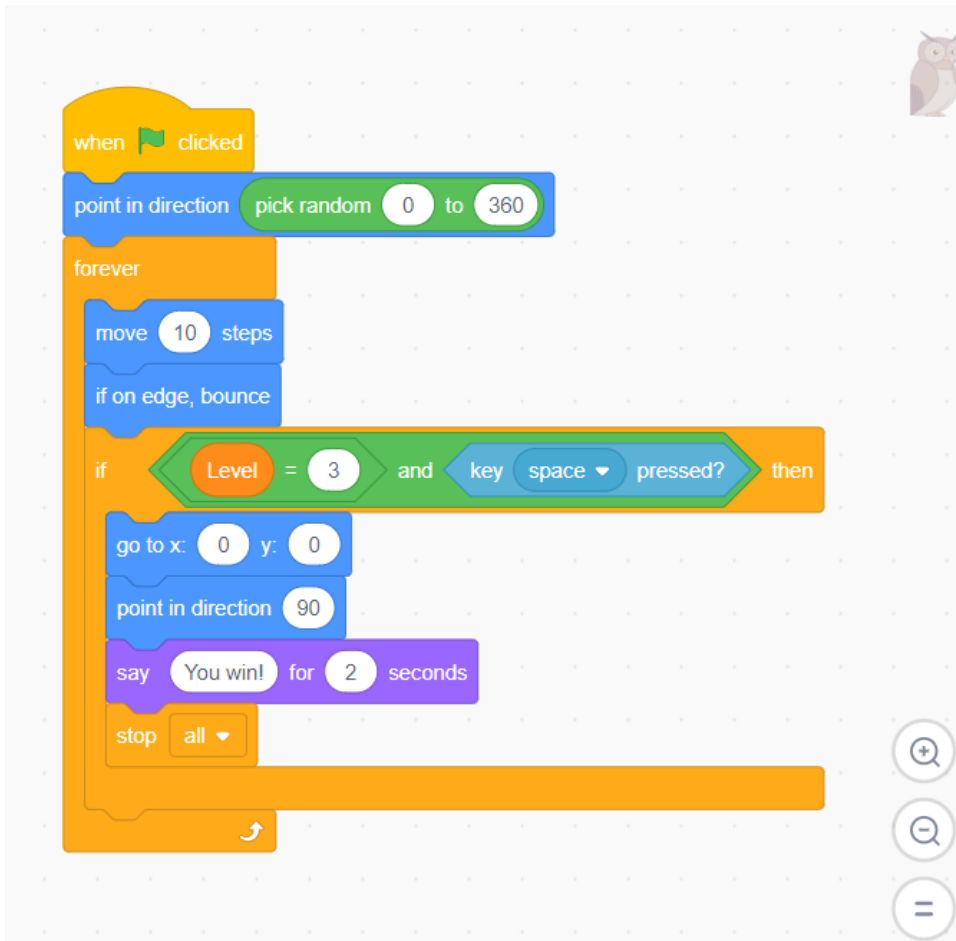 when clicked
point in direction pick random 0 to 360
forever
move 10 steps
if on edge, bounce
if Level = 3 and key space pressed? then
go to x: 0 y: 0
point in direction 90
say You win! for 2 seconds
stop all